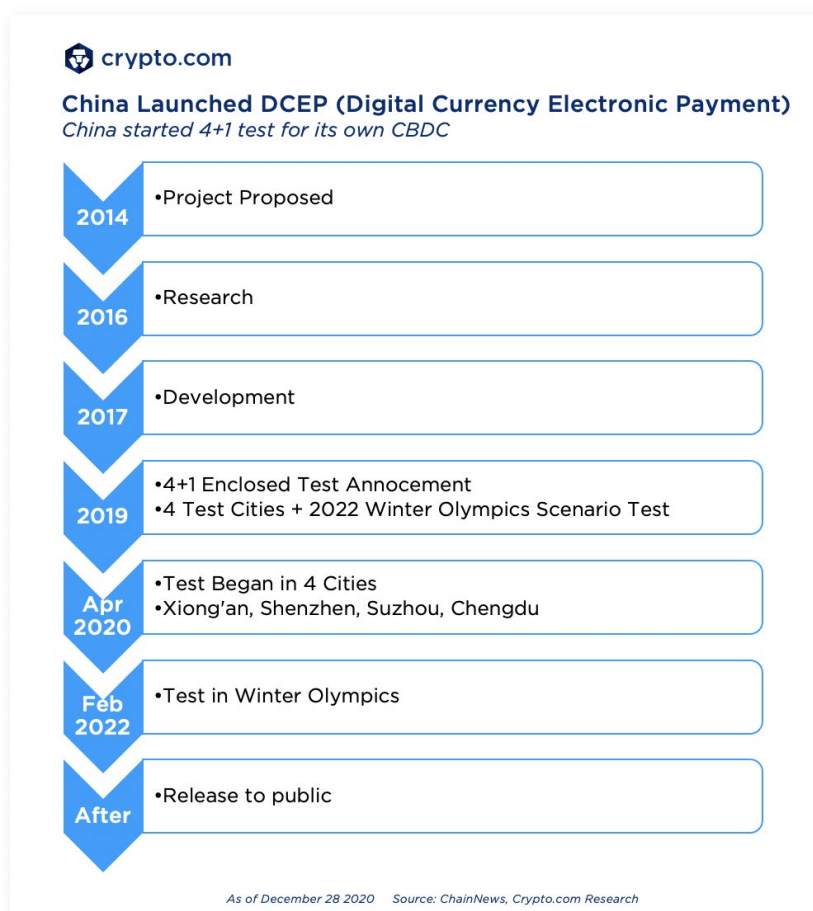 crypto.com
China Launched DCEP (Digital Currency Electronic Payment)
China started 4+1 test for its own CBDC
2014
•Project Proposed
2016
•Research
2017
•Development
2019
•4+1 Enclosed Test Annocement
•4 Test Cities + 2022 Winter Olympics Scenario Test
Apr
2020
•Test Began in 4 Cities
•Xiong'an, Shenzhen, Suzhou, Chengdu
Feb
2022
•Test in Winter Olympics
After
•Release to public
As of December 28 2020 Source: ChainNews, Crypto.com Research